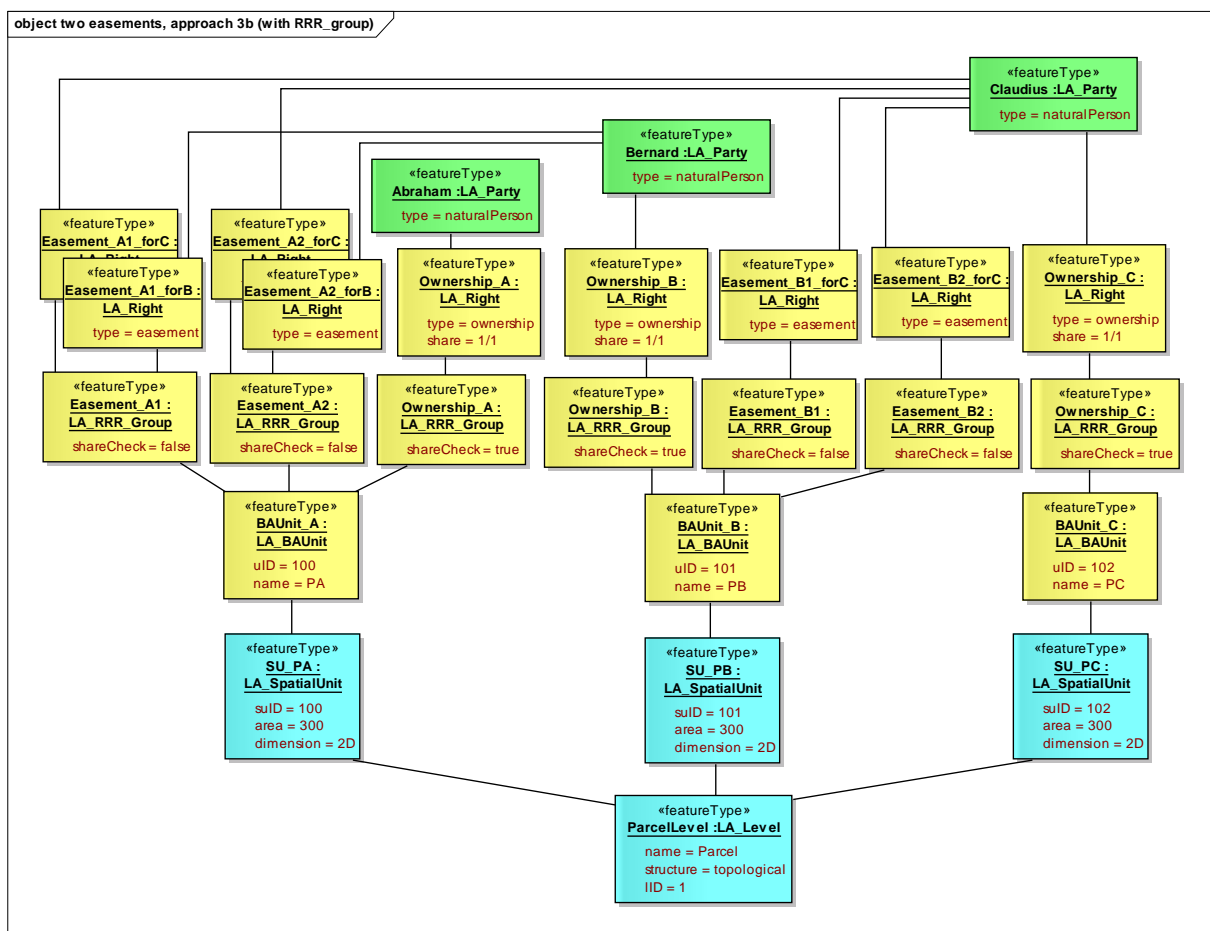 object two easements, approach 3b (with RRR_group)
«featureType»
Claudius :LA_Party
type = naturalPerson
«featureType»
Bernard :LA_Party
type = naturalPerson
«featureType»
Abraham :LA_Party
type = naturalPerson
«featureType»
Easement_A1_forC :
LA_Right
«featureType»
Easement_A1_forB :
LA_Right
type = easement
«featureType»
Easement_A2_forC :
LA_Right
«featureType»
Easement_A2_forB :
LA_Right
type = easement
«featureType»
Ownership_A :
LA_Right
type = ownership
share = 1/1
«featureType»
Ownership_B :
LA_Right
type = ownership
share = 1/1
«featureType»
Easement_B1_forC :
LA_Right
type = easement
«featureType»
Easement_B2_forC :
LA_Right
type = easement
«featureType»
Ownership_C :
LA_Right
type = ownership
share = 1/1
«featureType»
Easement_A1 :
LA_RRR_Group
shareCheck = false
«featureType»
Easement_A2 :
LA_RRR_Group
shareCheck = false
«featureType»
Ownership_A :
LA_RRR_Group
shareCheck = true
«featureType»
Ownership_B :
LA_RRR_Group
shareCheck = true
«featureType»
Easement_B1 :
LA_RRR_Group
shareCheck = false
«featureType»
Easement_B2 :
LA_RRR_Group
shareCheck = false
«featureType»
Ownership_C :
LA_RRR_Group
shareCheck = true
«featureType»
BAUnit_A :
LA_BAUnit
uID = 100
name = PA
«featureType»
BAUnit_B :
LA_BAUnit
uID = 101
name = PB
«featureType»
BAUnit_C :
LA_BAUnit
uID = 102
name = PC
«featureType»
SU_PA :
LA_SpatialUnit
suID = 100
area = 300
dimension = 2D
«featureType»
SU_PB :
LA_SpatialUnit
suID = 101
area = 300
dimension = 2D
«featureType»
SU_PC :
LA_SpatialUnit
suID = 102
area = 300
dimension = 2D
«featureType»
ParcelLevel :LA_Level
name = Parcel
structure = topological
lID = 1